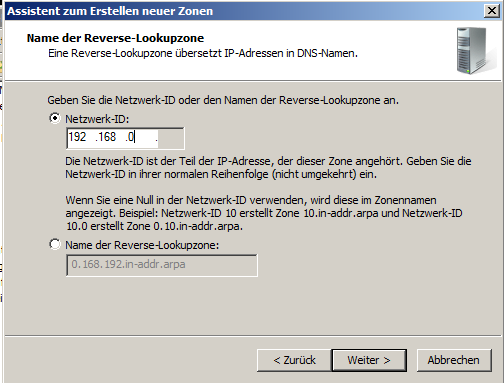 Assistent zum Erstellen neuer Zonen
Name der Reverse-Lookupzone
Eine Reverse-Lookupzone übersetzt IP-Adressen in DNS-Namen.
Geben Sie die Netzwerk-ID oder den Namen der Reverse-Lookupzone an.
Netzwerk-ID:
192 .168 .0 .
Die Netzwerk-ID ist der Teil der IP-Adresse, der dieser Zone angehört. Geben Sie die
Netzwerk-ID in ihrer normalen Reihenfolge (nicht umgekehrt) ein.
Wenn Sie eine Null in der Netzwerk-ID verwenden, wird diese im Zonennamen
angezeigt. Beispiel: Netzwerk-ID 10 erstellt Zone 10.in-addr.arpa und Netzwerk-ID
10.0 erstellt Zone 0.10.in-addr.arpa.
Name der Reverse-Lookupzone:
0.168.192.in-addr.arpa
< Zurück Weiter > Abbrechen